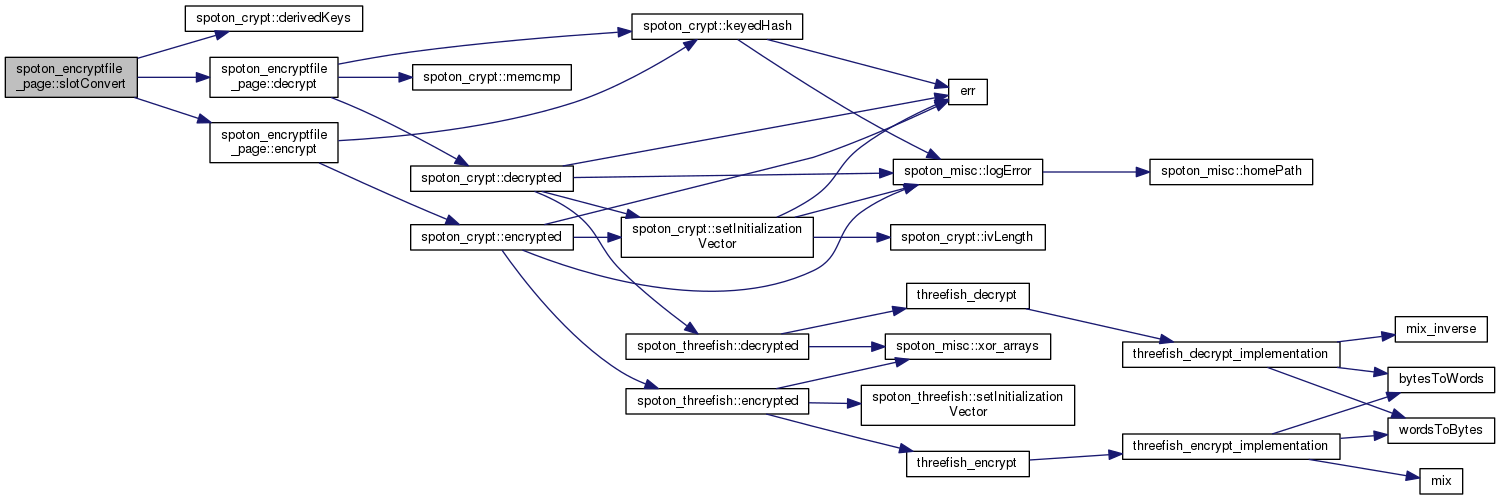 spoton_encryptfile
_page::slotConvert
spoton_crypt::derivedKeys
spoton_encryptfile
_page::decrypt
spoton_encryptfile
_page::encrypt
spoton_crypt::keyedHash
spoton_crypt::memcmp
spoton_crypt::decrypted
spoton_crypt::encrypted
err
spoton_misc::logError
spoton_misc::homePath
spoton_crypt::setInitialization
Vector
spoton_crypt::ivLength
spoton_threefish::decrypted
spoton_threefish::encrypted
threefish_decrypt
spoton_misc::xor_arrays
spoton_threefish::setInitialization
Vector
threefish_encrypt
threefish_decrypt_implementation
threefish_encrypt_implementation
mix_inverse
bytesToWords
wordsToBytes
mix